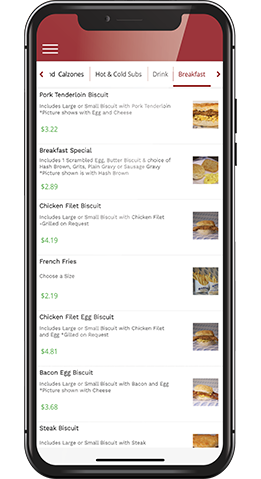 nd Calzones Hot & Cold Subs Drink Breakfast
Pork Tenderloin Biscuit
Includes Large or Small Biscuit with Pork Tenderloin
*Picture shows with Egg and Cheese
$3.22
Breakfast Special
Includes 1 Scrambled Egg, Butter Biscuit & choice of
Hash Brown, Grits, Plain Gravy or Sausage Gravy
*Picture shown is with Hash Brown
$2.89
Chicken Filet Biscuit
Includes Large or Small Biscuit with Chicken Filet
-Grilled on Request
$4.19
French Fries
Choose a Size
$2.19
Chicken Filet Egg Biscuit
Includes Large or Small Biscuit with Chicken Filet
and Egg *Grilled on Request
$4.81
Bacon Egg Biscuit
Includes Large or Small Biscuit with Bacon and Egg
*Picture shown with Cheese
$3.68
Steak Biscuit
Includes Large or Small Biscuit with Steak